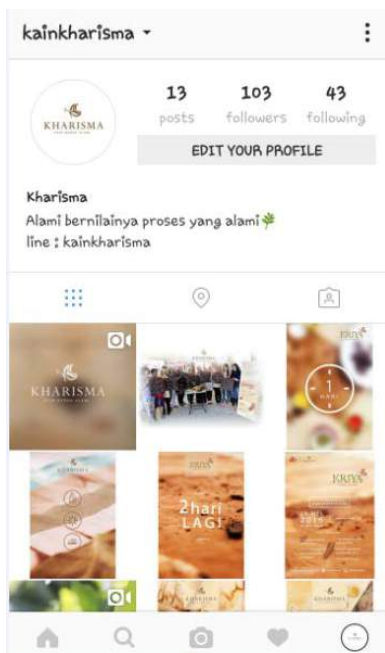 kainkharisma
13 103 43
posts followers following
KHARISMA
EDIT YOUR PROFILE
Kharisma
Alami bernilainya proses yang alami
line : kainkharisma
KHARISMA
KRIYA
1
HARI
KHARISMA
KRIYA
2hari
LAGI
KRIYA
KHARISMA
KHARISMA